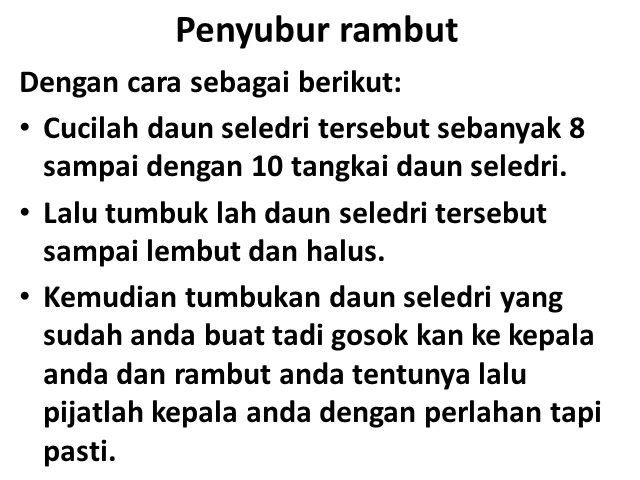 Penyubur rambut
Dengan cara sebagai berikut:
• Cucilah daun seledri tersebut sebanyak 8
sampai dengan 10 tangkai daun seledri.
• Lalu tumbuk lah daun seledri tersebut
sampai lembut dan halus.
• Kemudian tumbukan daun seledri yang
sudah anda buat tadi gosok kan ke kepala
anda dan rambut anda tentunya lalu
pijatlah kepala anda dengan perlahan tapi
pasti.